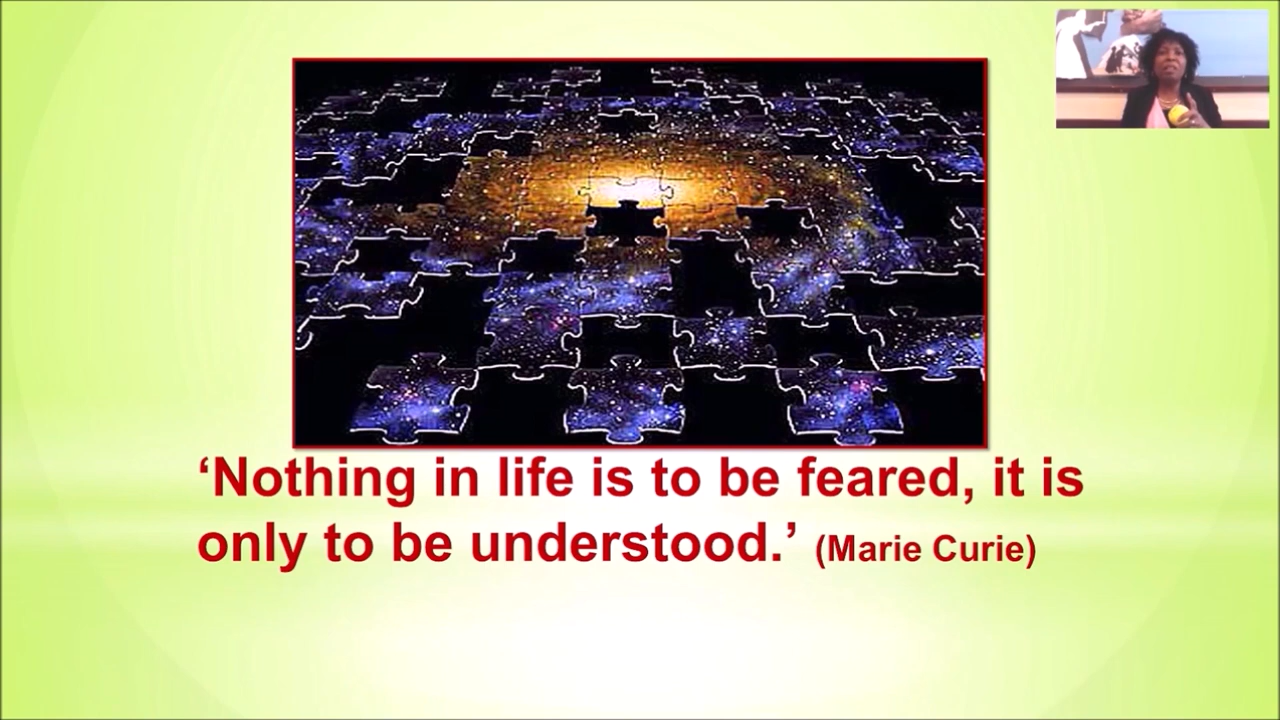 ‘Nothing in life is to be feared, it is
only to be understood.’ (Marie Curie)